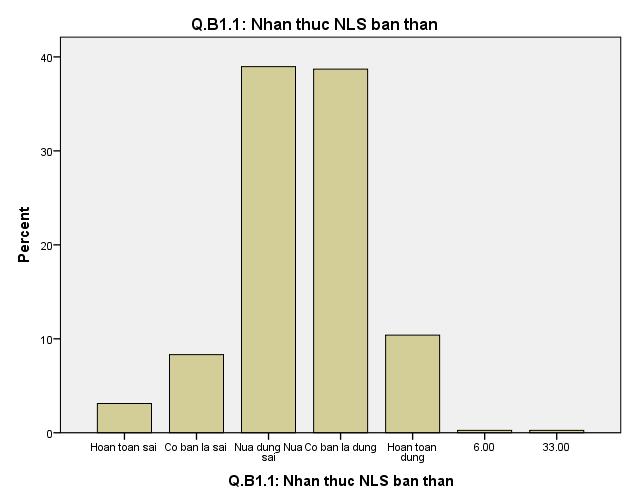 Q.B1.1: Nhan thuc NLS ban than
40
30
20
10
0
Percent
Hoan toan sai
Co ban la sai
Nua dung Nua
sai
Co ban la dung
Hoan toan
dung
6.00
33.00
Q.B1.1: Nhan thuc NLS ban than